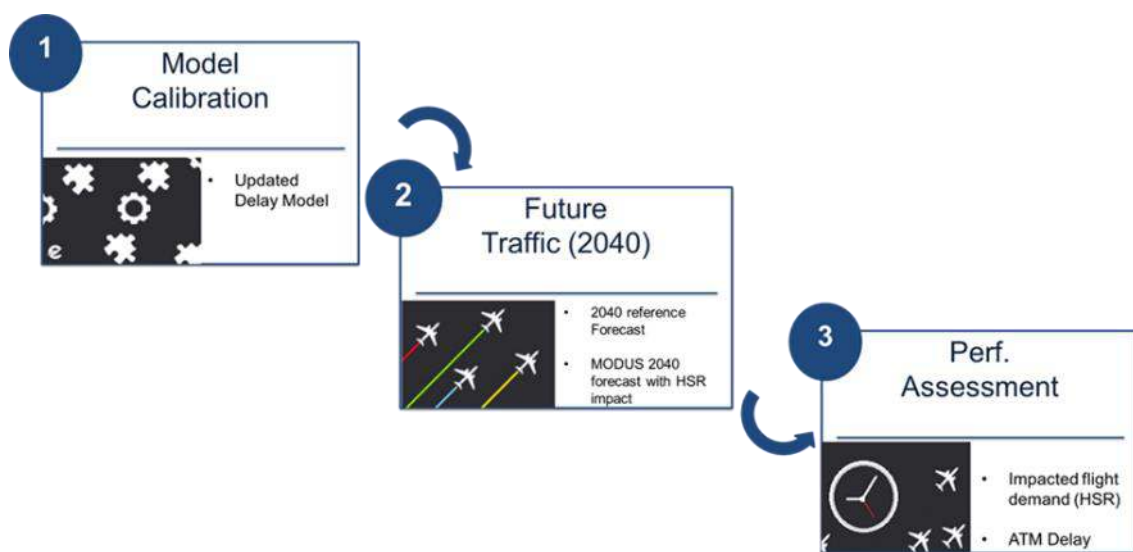 1
Model
Calibration
• Updated
Delay Model
e
2
Future
Traffic (2040)
• 2040 reference
Forecast
• MODUS 2040
forecast with HSR
impact
3
Perf.
Assessment
• Impacted flight
demand (HSR)
• ATM Delay